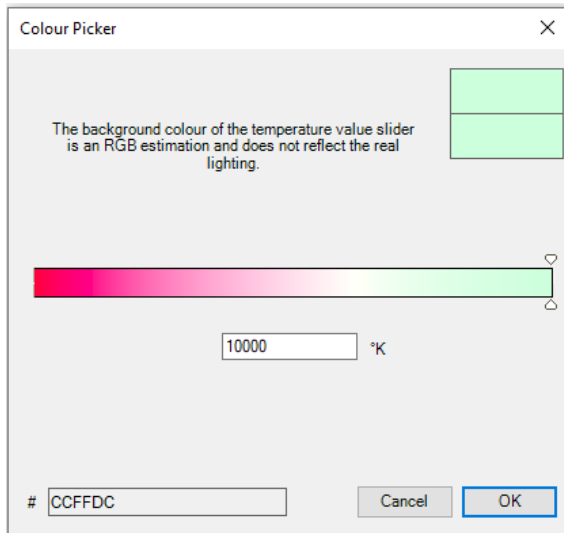 Colour Picker
The background colour of the temperature value slider
is an RGB estimation and does not reflect the real
lighting.
10000 °K
# CCFFDC Cancel OK